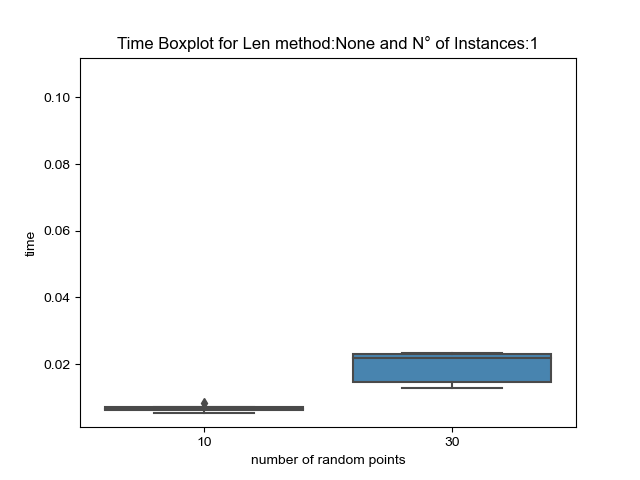 Time Boxplot for Len method:None and N° of Instances:1
0.10
0.08
0.06
0.04
0.02
time
10
30
number of random points